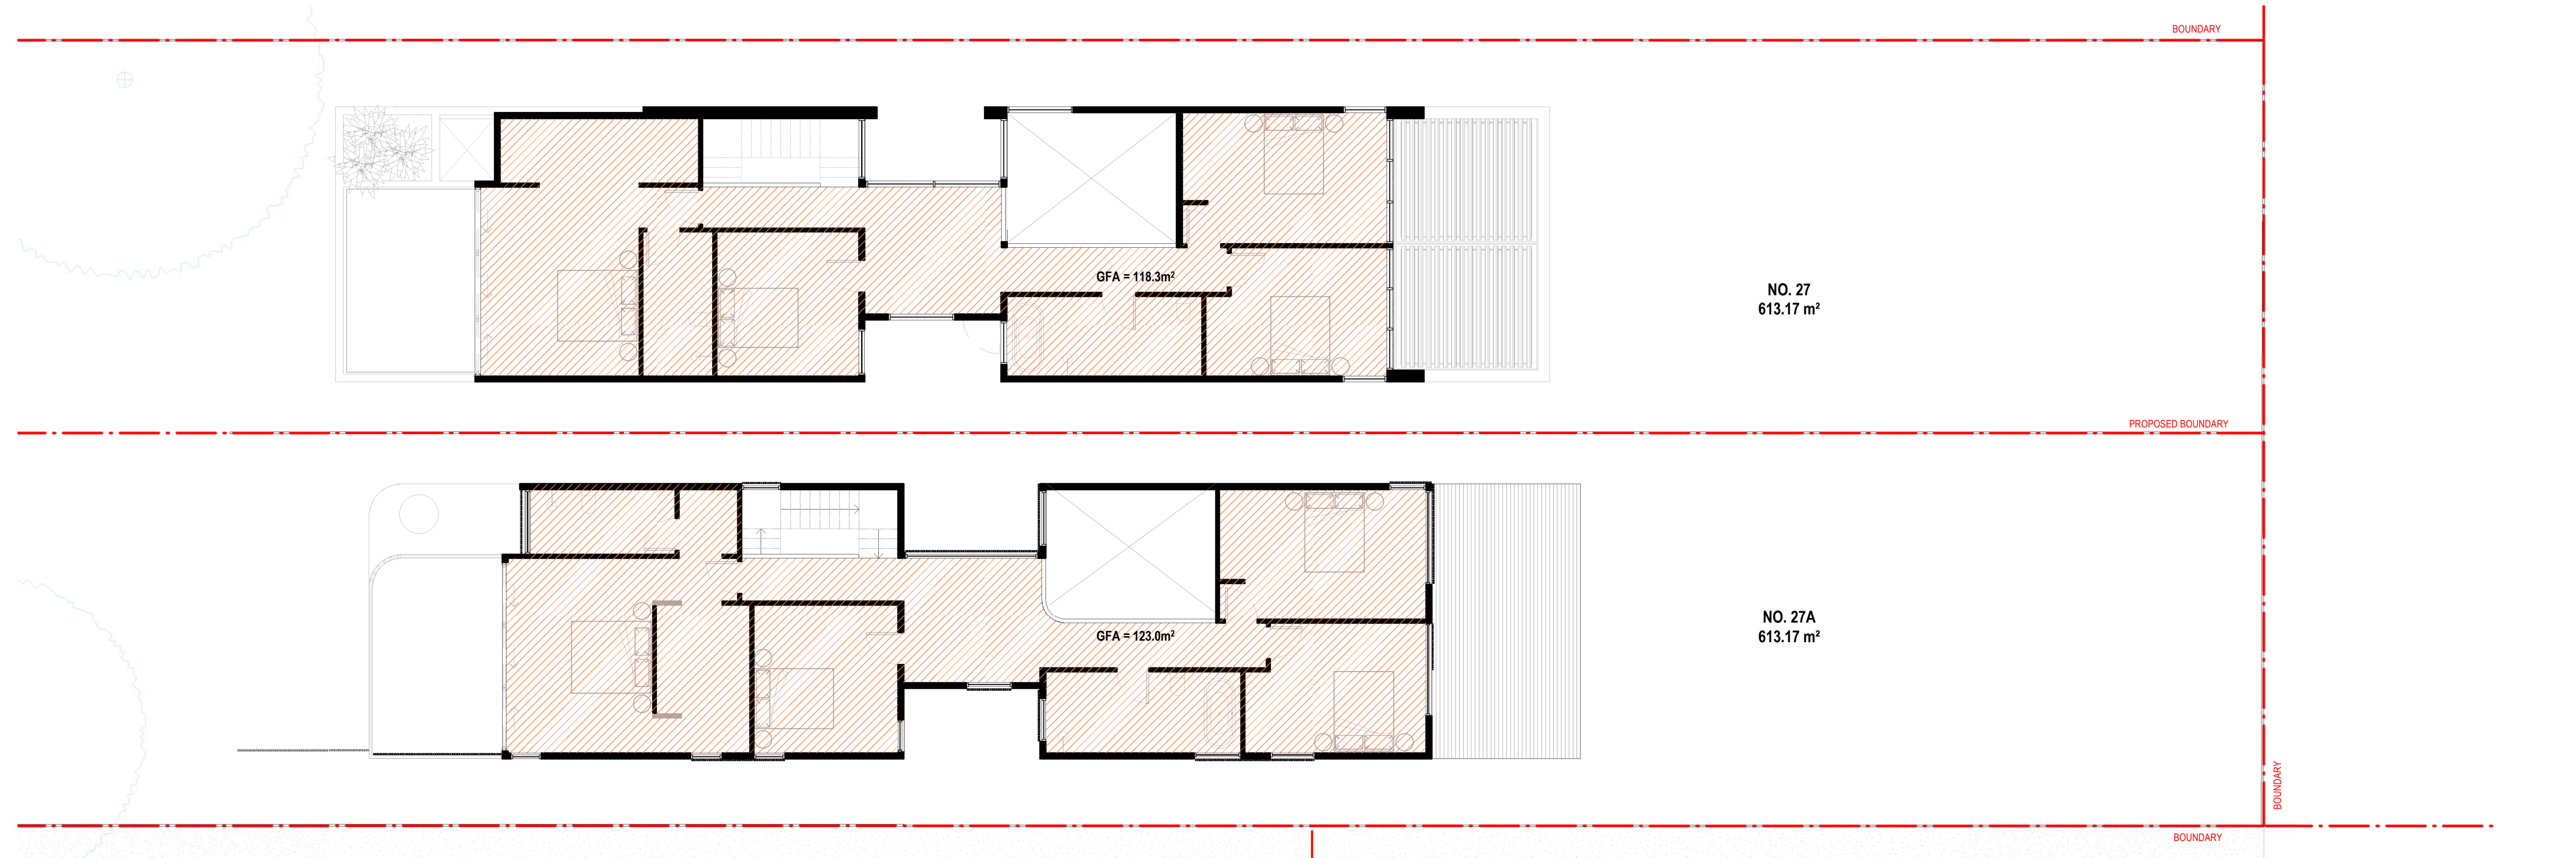 BOUNDARY
GFA = 118.3m²
NO. 27
613.17 m²
PROPOSED BOUNDARY
NO. 27A
613.17 m²
GFA = 123.0m²
BOUNDARY
BOUNDARY